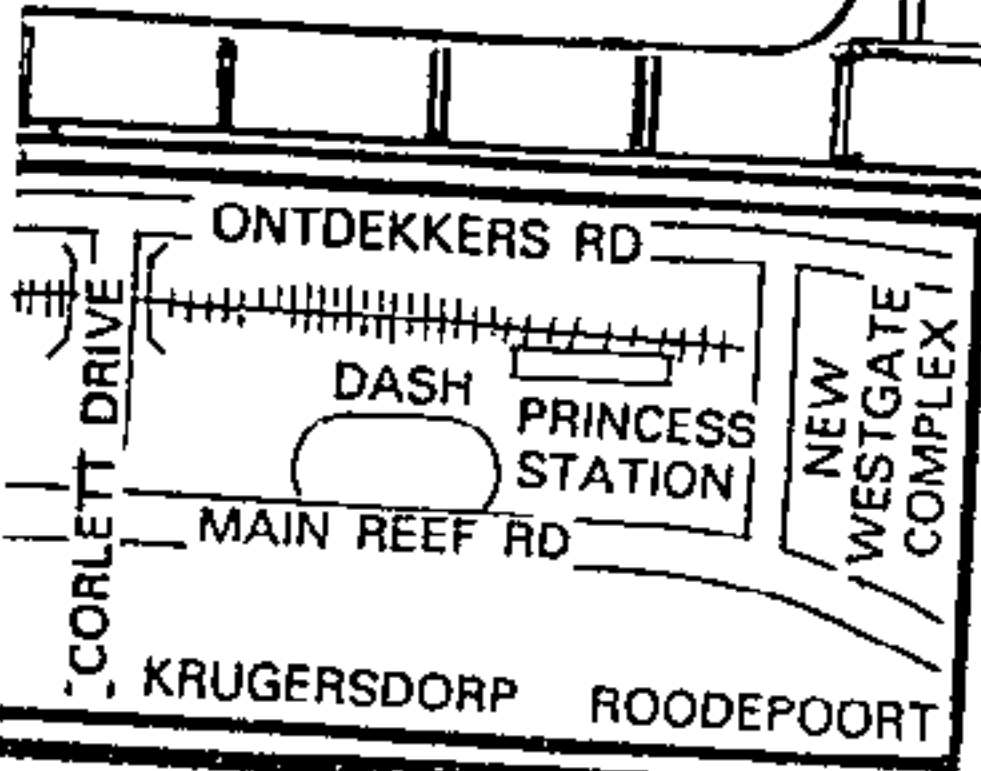 ONTDEKKERS RD
CORLETT DRIVE
DASH
PRINCESS
STATION
NEW
WESTGATE
COMPLEX I
MAIN REEF RD
KRUGERSDORP ROODEPOORT